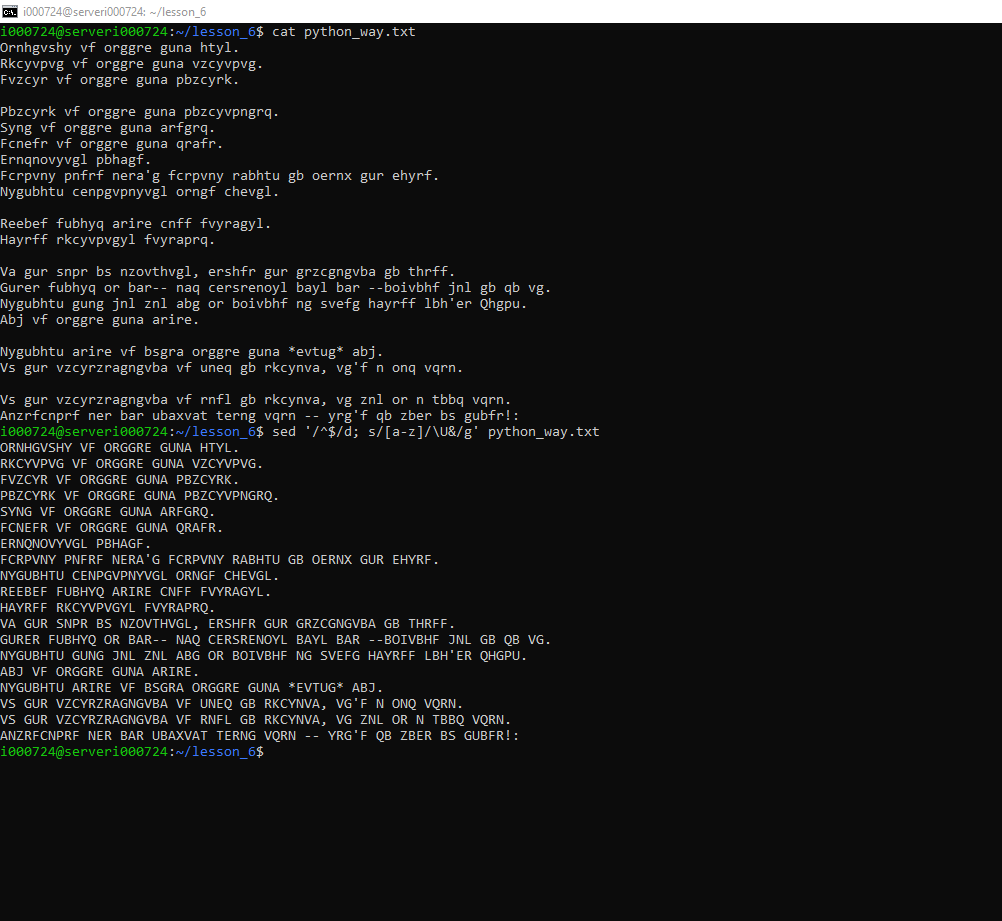 i000724@serveri000724: ~/lesson_6
i000724@serveri000724:~/lesson_6$ cat python_way.txt
Ornhgvshy vf orggre guna htyl.
Rkcyvpvg vf orggre guna vzcyvpvg.
Fvzcyr vf orggre guna pbzcyrk.
Pbzcyrk vf orggre guna pbzcyvpngrq.
Syng vf orggre guna arfgrq.
Fcnefr vf orggre guna qrafr.
Ernqnovyvgl pbhagf.
Fcrpvny pnfrf nera'g fcrpvny rabhtu gb oernx gur ehyrf.
Nygubhtu cenpgvpnyvgl orngf chevgl.
Reebef fubhyq arire cnff fvyragyl.
Hayrff rkcyvpvgyl fvyraprq.
Va gur snpr bs nzovthvgl, ershfr gur grzcgngvba gb thrff.
Gurer fubhyq or bar-- naq cersrenoyl bayl bar --boivbhf jnl gb qb vg.
Nygubhtu gung jnl znl abg or boivbhf ng svefg hayrff lbh'er Qhgpu.
Abj vf orggre guna arire.
Nygubhtu arire vf bsgra orggre guna *evtug* abj.
Vs gur vzcyrzragngvba vf uneq gb rkcynva, vg'f n onq vqrn.
Vs gur vzcyrzragngvba vf rnfl gb rkcynva, vg znl or n tbbq vqrn.
Anzrfcnprf ner bar ubaxvat terng vqrn -- yrg'f qb zber bs gubfr!:
i000724@serveri000724:~/lesson_6$ sed '/^$/d; s/[a-z]/\U&/g' python_way.txt
ORNHGVSHY VF ORGGRE GUNA HTYL.
RKCYVPVG VF ORGGRE GUNA VZCYVPVG.
FVZCYR VF ORGGRE GUNA PBZCYRK.
PBZCYRK VF ORGGRE GUNA PBZCYVPNGRQ.
SYNG VF ORGGRE GUNA ARFGRQ.
FCNEFR VF ORGGRE GUNA QRAFR.
ERNQNOVYVGL PBHAGF.
FCRPVNY PNFRF NERA'G FCRPVNY RABHTU GB OERNX GUR EHYRF.
NYGUBHTU CENPGVPNYVGL ORNGF CHEVGL.
REEBEF FUBHYQ ARIRE CNFF FVYRAGYL.
HAYRFF RKCYVPVGYL FVYRAPRQ.
VA GUR SNPR BS NZOVTHVGL, ERSHFR GUR GRZCGNGVBA GB THRFF.
GURER FUBHYQ OR BAR-- NAQ CERSRENOYL BAYL BAR --BOIVBHF JNL GB QB VG.
NYGUBHTU GUNG JNL ZNL ABG OR BOIVBHF NG SVEFG HAYRFF LBH'ER QHGPU.
ABJ VF ORGGRE GUNA ARIRE.
NYGUBHTU ARIRE VF BSGRA ORGGRE GUNA *EVTUG* ABJ.
VS GUR VZCYRZRAGNGVBA VF UNEQ GB RKCYNVA, VG'F N ONQ VQRN.
VS GUR VZCYRZRAGNGVBA VF RNFL GB RKCYNVA, VG ZNL OR N TBBQ VQRN.
ANZRFCNPRF NER BAR UBAXVAT TERNG VQRN -- YRG'F QB ZBER BS GUBFR!:
i000724@serveri000724:~/lesson_6$